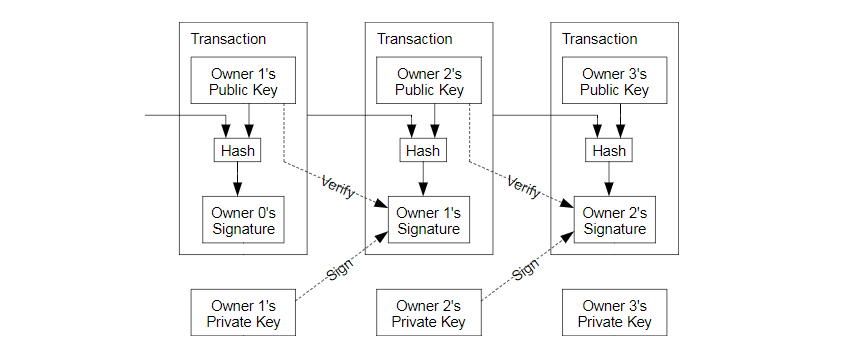 Transaction
Owner 1's
Public Key
Hash
Owner 0's
Signature
Transaction
Owner 2's
Public Key
Hash
Verify
Owner 1's
Signature
Transaction
Owner 3's
Public Key
Hash
Verify
Owner 2's
Signature
Sign
Sign
Owner 1's
Private Key
Owner 2's
Private Key
Owner 3's
Private Key